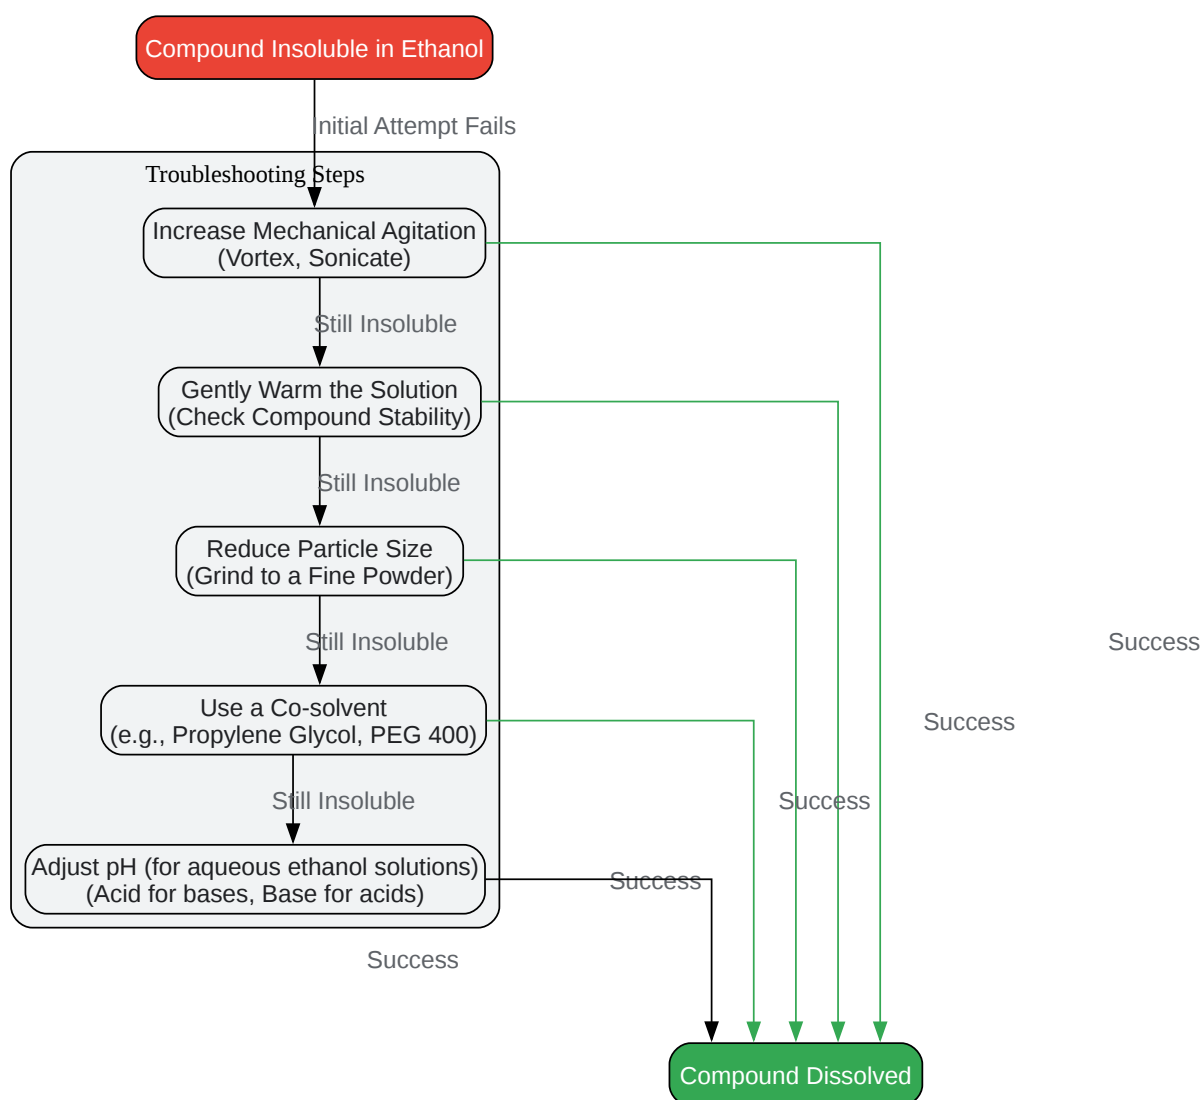 Compound Insoluble in Ethanol
Initial Attempt Fails
Troubleshooting Steps
Increase Mechanical Agitation
(Vortex, Sonicate)
Still Insoluble
Gently Warm the Solution
(Check Compound Stability)
Still Insoluble
Reduce Particle Size
(Grind to a Fine Powder)
Still Insoluble
Success
Use a Co-solvent
(e.g., Propylene Glycol, PEG 400)
Success
Still Insoluble
Success
Adjust pH (for aqueous ethanol solutions)
(Acid for bases, Base for acids)
Success
Success
Compound Dissolved